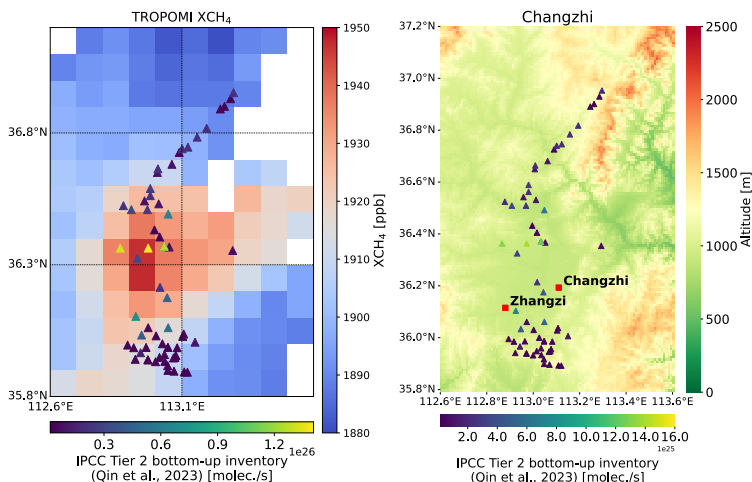 TROPOMI XCH₄
36.8°N
36.3°N
35.8°N
112.6°E
113.1°E
1950
1940
1930
1920
1910
1900
1890
1880
XCH₄ [ppb]
0.3
0.6
0.9
1.2
1e26
IPCC Tier 2 bottom-up inventory
(Qin et al., 2023) [molec./s]
Changzhi
37.2°N
37.0°N
36.8°N
36.6°N
36.4°N
36.2°N
36.0°N
35.8°N
112.6°E
112.8°E
113.0°E
113.2°E
113.4°E
113.6°E
Changzhi
Zhangzi
2500
2000
1500
1000
500
0
Altitude [m]
2.0
4.0
6.0
8.0
10.0
12.0
14.0
16.0
1e25
IPCC Tier 2 bottom-up inventory
(Qin et al., 2023) [molec./s]